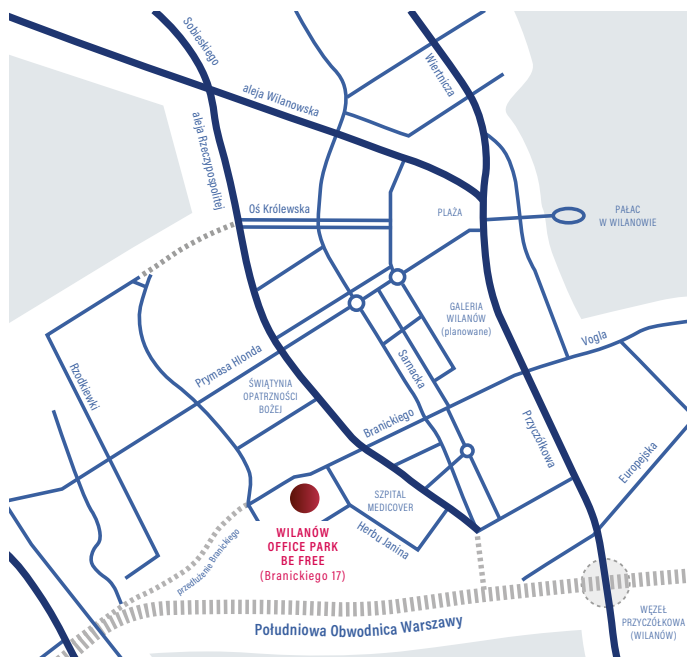 Sobieskiego
Wiertnicza
aleja Wilanowska
aleja Rzeczypospolitej
Oś Królewska
PLAŻA
PAŁAC
W WILANOWIE
GALERIA
WILANÓW
(planowane)
Vogla
Rzodkiewki
Prymasa Hlonda
Sarnacka
ŚWIĄTYNIA
OPATRZNOŚCI
BOŻEJ
Branickiego
Przyczółkowa
Europejska
SZPITAL
MEDICOVER
Herbu Janina
WILANÓW
OFFICE PARK
BE FREE
(Branickiego 17)
przedłużenie Branickiego
Południowa Obwodnica Warszawy
WĘZEŁ
PRZYCZÓŁKOWA
(WILANÓW)